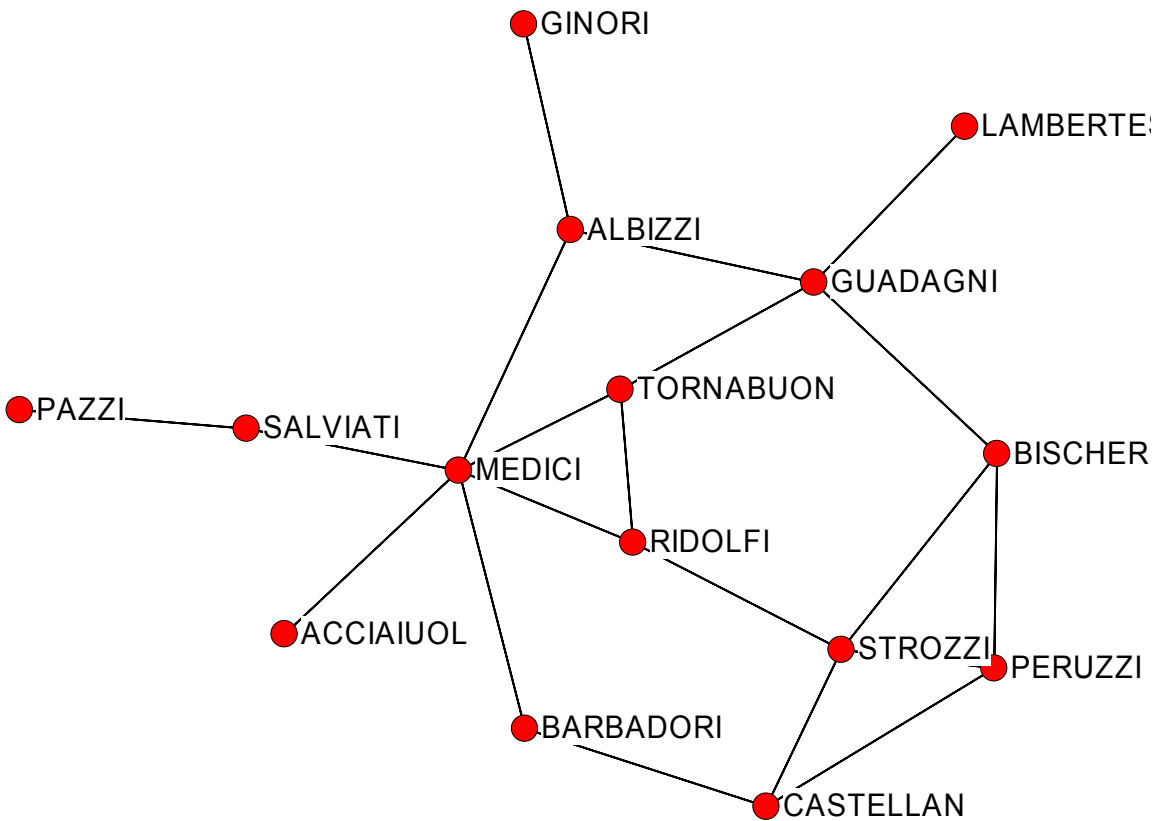 GINORI
LAMBERTES
ALBIZZI
GUADAGNI
TORNABUON
PAZZI
SALVIATI
BISCHER
MEDICI
RIDOLFI
ACCIAIUOL
STROZZI
PERUZZI
BARBADORI
CASTELLAN